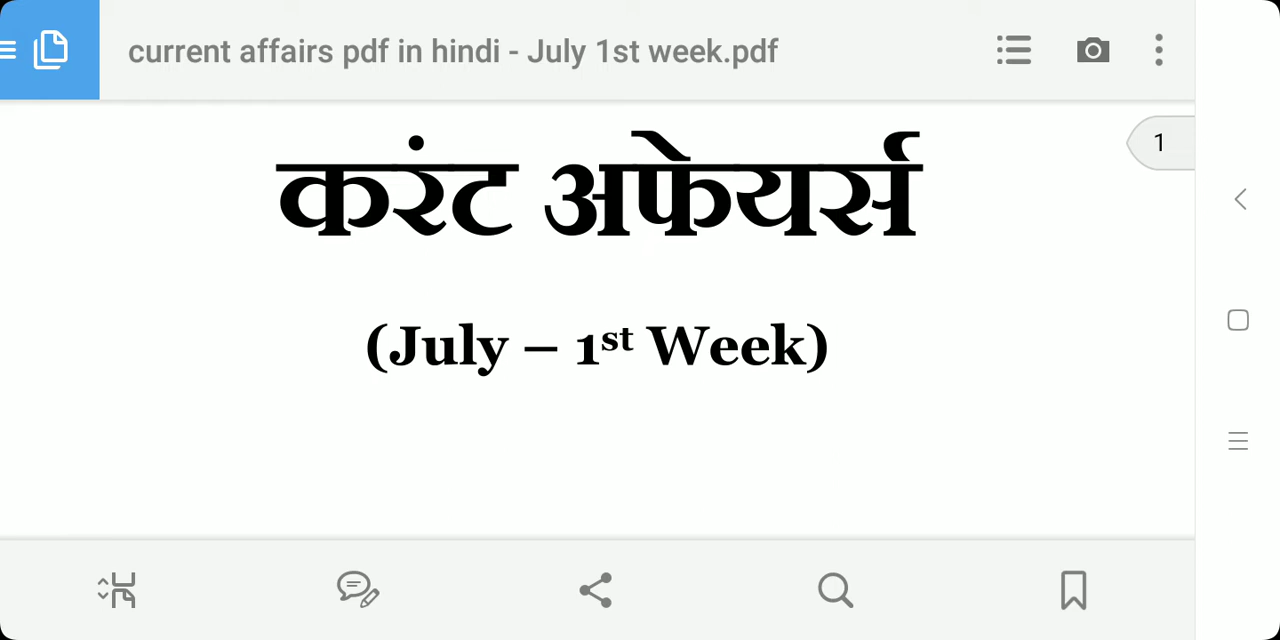 current affairs pdf in hindi - July 1st week.pdf
1
करंट अफेयर्स
(July – 1st Week)